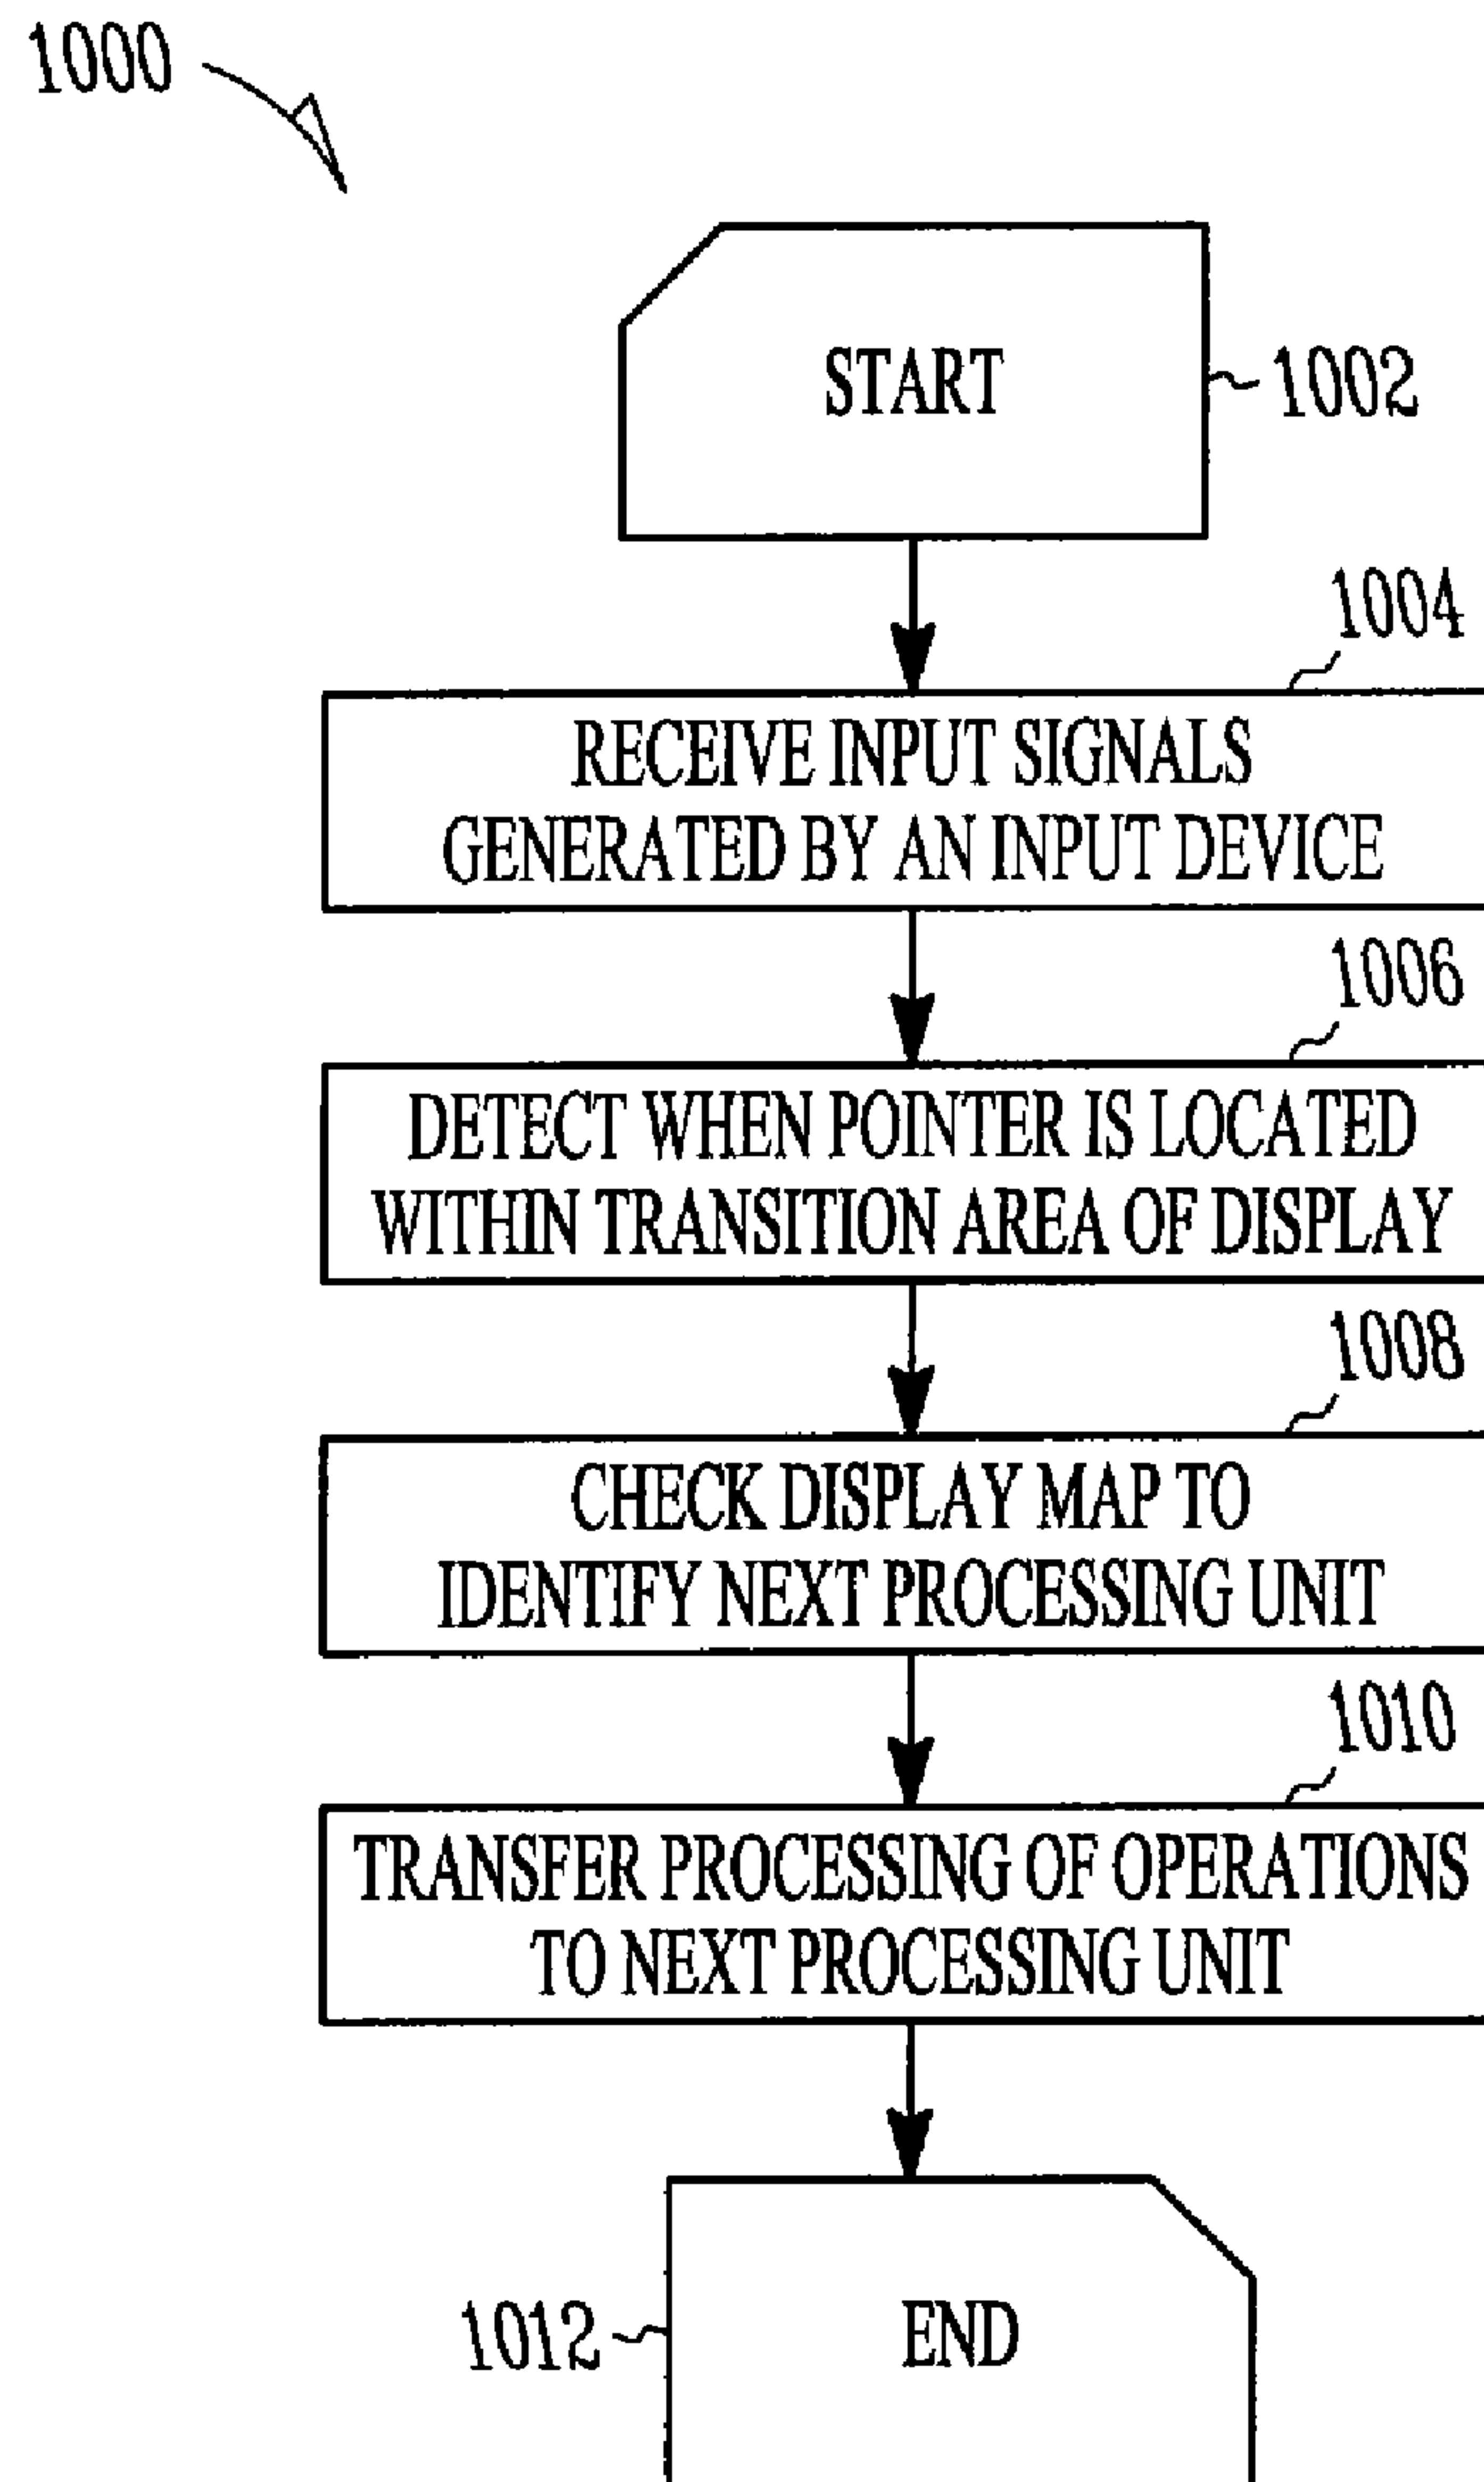 1000
START
1002
1004
RECEIVE INPUT SIGNALS
GENERATED BY AN INPUT DEVICE
1006
DETECT WHEN POINTER IS LOCATED
WITHIN TRANSITION AREA OF DISPLAY
1008
CHECK DISPLAY MAP TO
IDENTIFY NEXT PROCESSING UNIT
1010
TRANSFER PROCESSING OF OPERATIONS
TO NEXT PROCESSING UNIT
1012
END